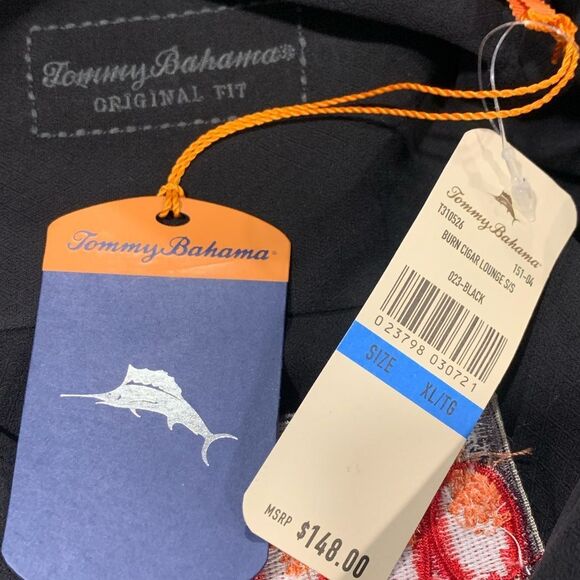 Tommy Bahama®
ORIGINAL FIT
Tommy Bahama®
Tommy Bahama®
T310526 151-04
BURN CIGAR LOUNGE S/S
023-BLACK
0 23798 03072 1
SIZE XL/TG
MSRP $148.00